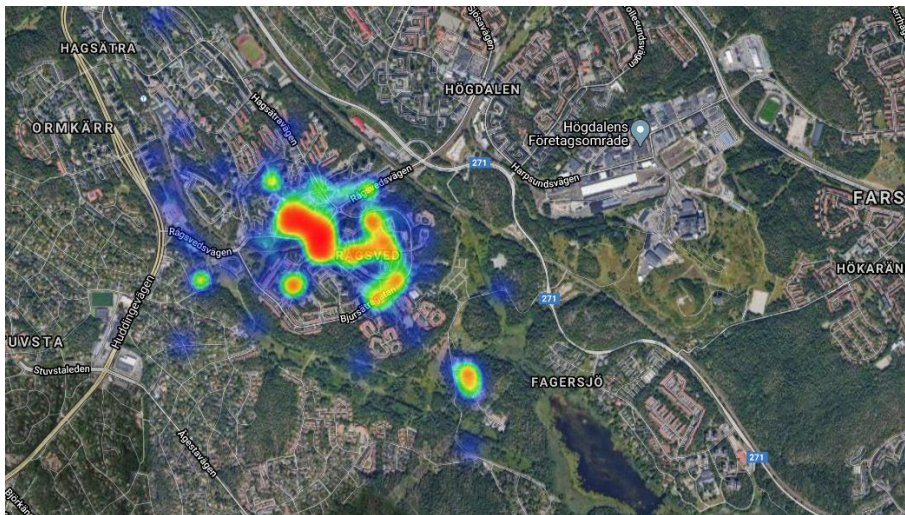 Sjösavägen
HAGSÄTRA
HÖGDALEN
Hagsätravägen
ORMKÄRR
Högdalens
Företagsområde
271
Harpsundsvägen
Rågsvedsvägen
FARS
Rågsvedsvägen
RÅGSVED
HÖKARÄN
271
Huddingevägen
UVSTA
Stuvstaleden
FAGERSJÖ
Ågestavägen
271